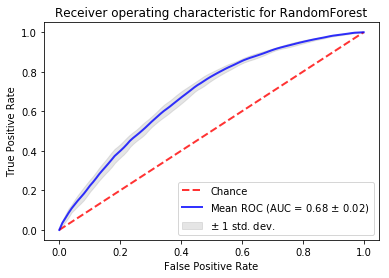 Receiver operating characteristic for RandomForest
True Positive Rate
1.0
0.8
0.6
0.4
0.2
0.0
Chance
Mean ROC (AUC = 0.68 ± 0.02)
± 1 std. dev.
0.0 0.2 0.4 0.6 0.8 1.0
False Positive Rate